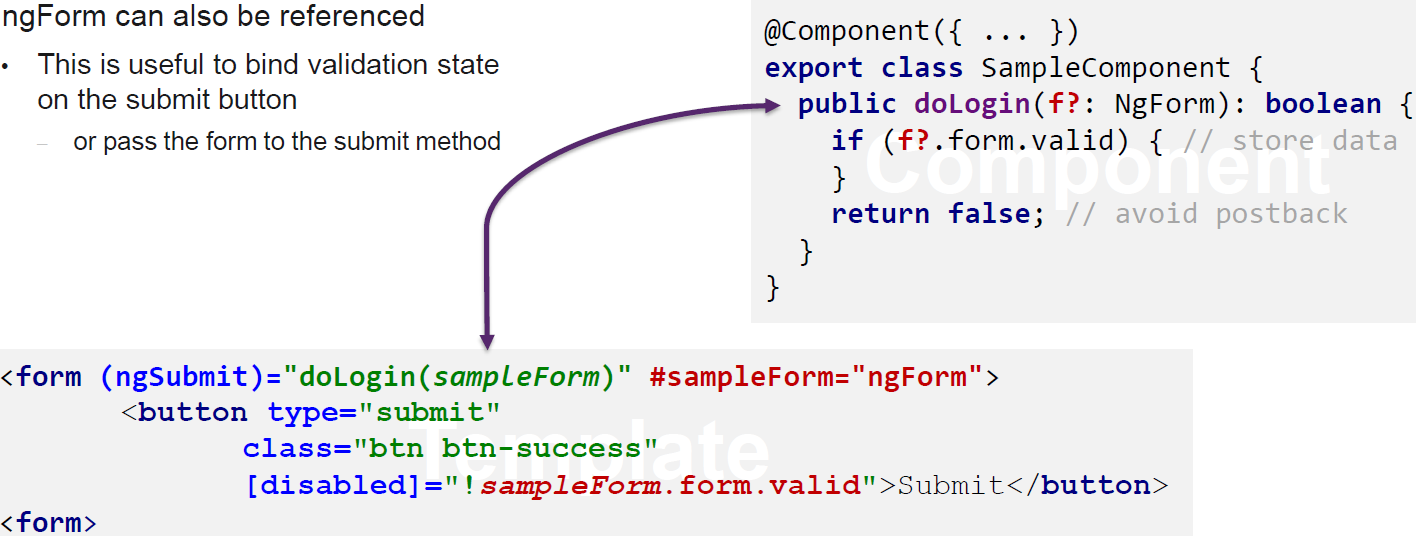 ngForm can also be referenced
• This is useful to bind validation state
on the submit button
– or pass the form to the submit method
@Component({ ... })
export class SampleComponent {
public doLogin(f?: NgForm): boolean {
if (f?.form.valid) { // store data
}
return false; // avoid postback
}
}
Component
<form (ngSubmit)="doLogin(sampleForm)" #sampleForm="ngForm">
<button type="submit"
class="btn btn-success"
[disabled]="!sampleForm.form.valid">Submit</button>
<form>
Template